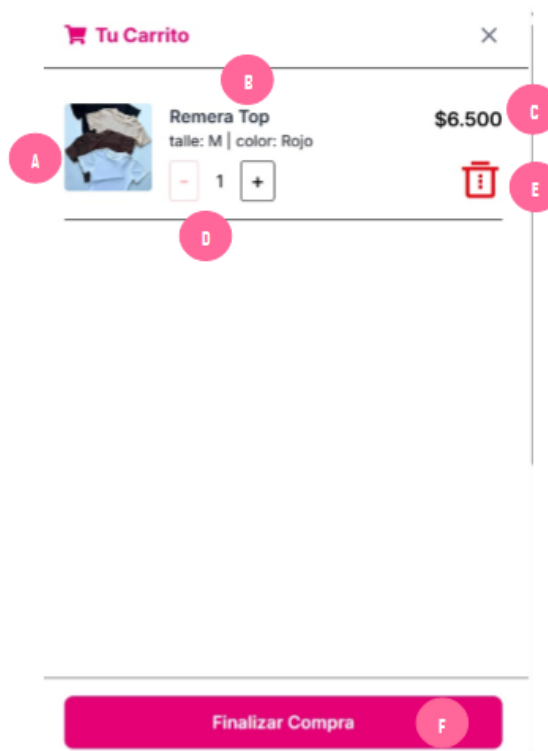 Tu Carrito
B
Remera Top
$6.500
C
talle: M | color: Rojo
A
- 1 +
E
D
Finalizar Compra
F